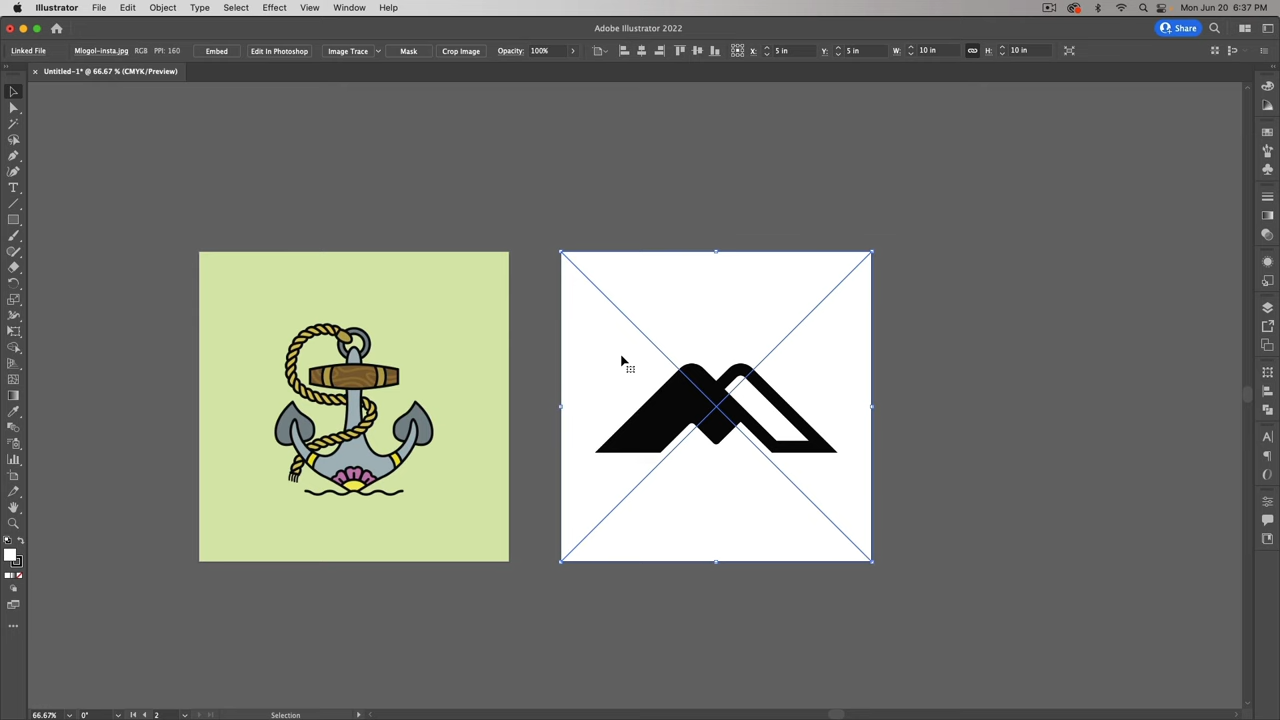 Illustrator File Edit Object Type Select Effect View Window Help Mon Jun 20 6:37 PM
Adobe Illustrator 2022 Share
Linked File Miogol-insta.jpg RGB PPI: 160 Embed Edit In Photoshop Image Trace Mask Crop Image Opacity: 100% X: 5 in Y: 5 in W: 10 in H: 10 in
× Untitled-1* @ 66.67 % (CMYK/Preview)
66.67% 0° 2 Selection